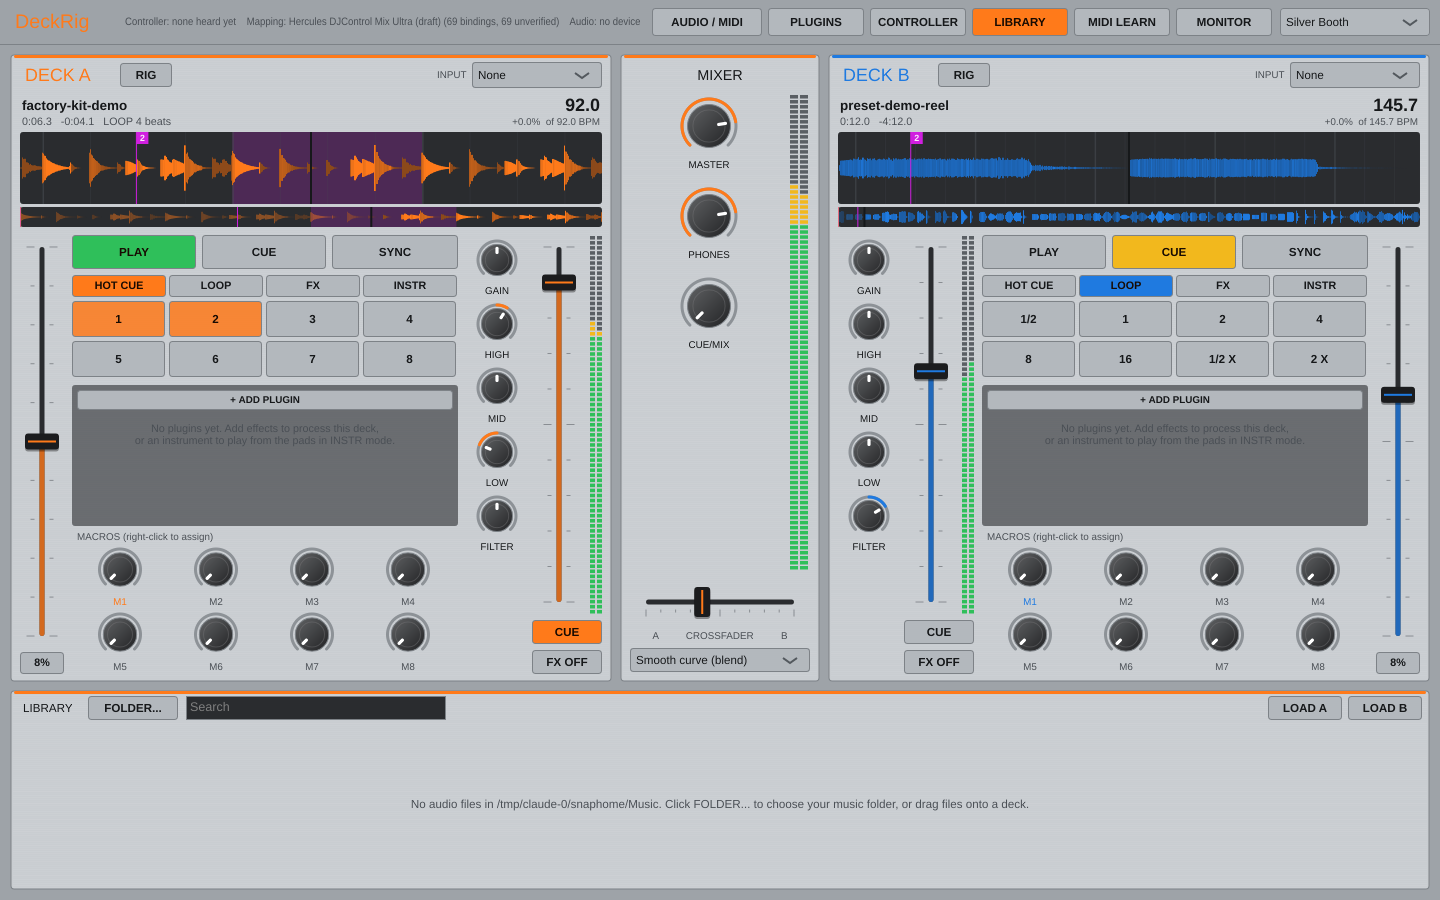 DeckRig
Controller: none heard yet Mapping: Hercules DJControl Mix Ultra (draft) (69 bindings, 69 unverified) Audio: no device
AUDIO / MIDI
PLUGINS
CONTROLLER
LIBRARY
MIDI LEARN
MONITOR
Silver Booth
DECK A
RIG
INPUT
None
factory-kit-demo
92.0
0:06.3 -0:04.1 LOOP 4 beats
+0.0% of 92.0 BPM
2
PLAY
CUE
SYNC
HOT CUE
LOOP
FX
INSTR
1
2
3
4
5
6
7
8
+ ADD PLUGIN
No plugins yet. Add effects to process this deck,
or an instrument to play from the pads in INSTR mode.
MACROS (right-click to assign)
M1
M2
M3
M4
M5
M6
M7
M8
8%
GAIN
HIGH
MID
LOW
FILTER
CUE
FX OFF
MIXER
MASTER
PHONES
CUE/MIX
A
CROSSFADER
B
Smooth curve (blend)
DECK B
RIG
INPUT
None
preset-demo-reel
145.7
0:12.0 -4:12.0
+0.0% of 145.7 BPM
2
GAIN
HIGH
MID
LOW
FILTER
CUE
FX OFF
PLAY
CUE
SYNC
HOT CUE
LOOP
FX
INSTR
1/2
1
2
4
8
16
1/2 X
2 X
+ ADD PLUGIN
No plugins yet. Add effects to process this deck,
or an instrument to play from the pads in INSTR mode.
MACROS (right-click to assign)
M1
M2
M3
M4
M5
M6
M7
M8
8%
LIBRARY
FOLDER...
Search
LOAD A
LOAD B
No audio files in /tmp/claude-0/snaphome/Music. Click FOLDER... to choose your music folder, or drag files onto a deck.